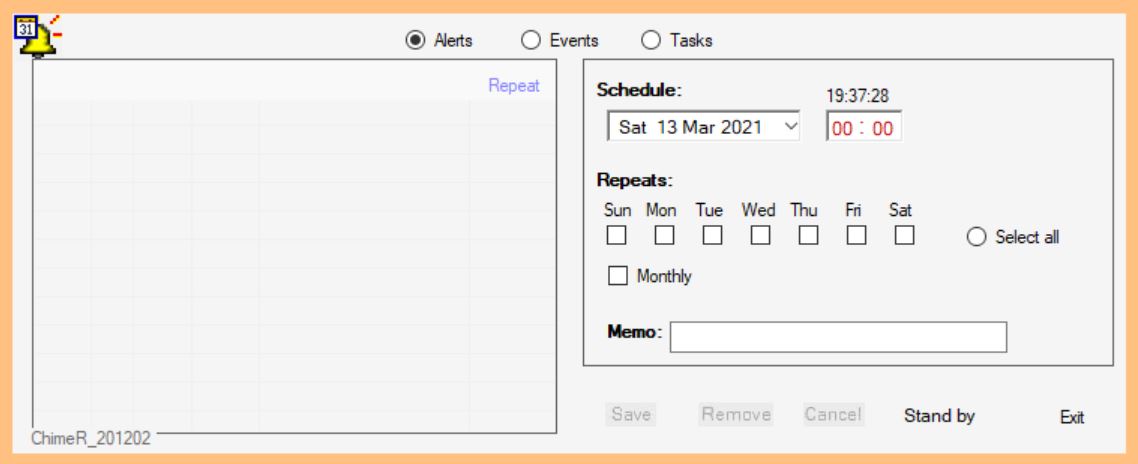 31
Alerts Events Tasks
Repeat
Schedule: 19:37:28
Sat 13 Mar 2021 00 : 00
Repeats:
Sun Mon Tue Wed Thu Fri Sat
Select all
Monthly
Memo:
Save Remove Cancel Stand by Exit
ChimeR_201202